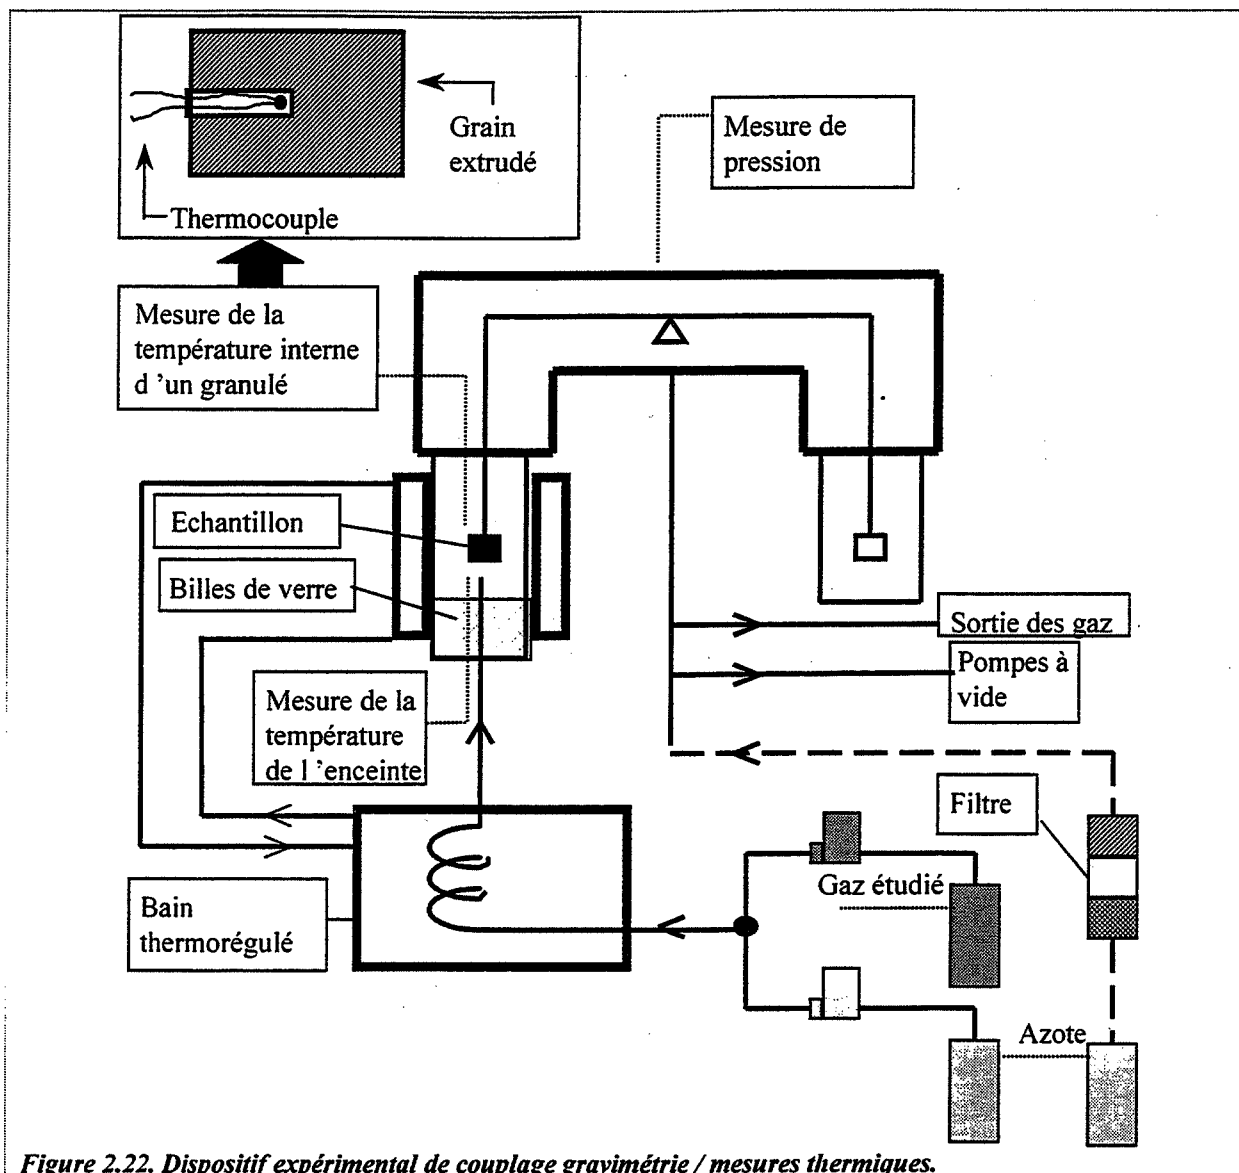 Grain
extrudé
Thermocouple
Mesure de
pression
Mesure de la
température interne
d 'un granulé
Echantillon
Billes de verre
Sortie des gaz
Pompes à
vide
Mesure de la
température
de l 'enceinte
Filtre
Gaz étudié
Bain
thermorégulé
Azote
Figure 2.22. Dispositif expérimental de couplage gravimétrie / mesures thermiques.